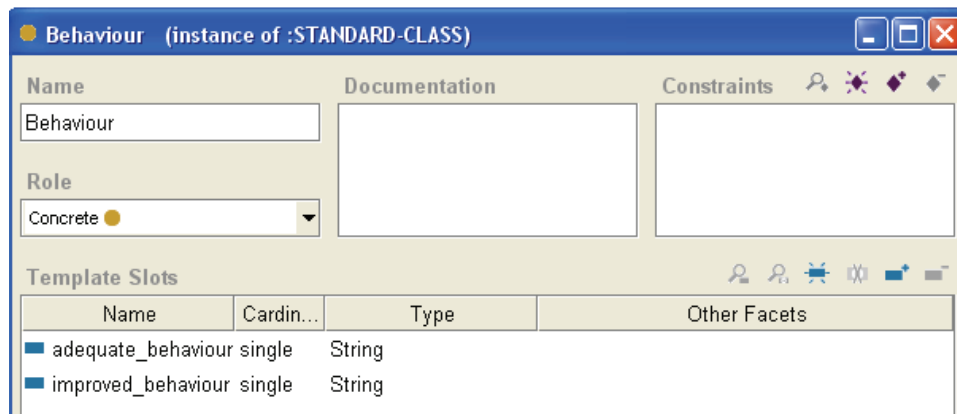 Behaviour (instance of :STANDARD-CLASS)
Name Documentation Constraints
Behaviour
Role
Concrete
Template Slots
Name Cardin... Type Other Facets
adequate_behaviour single String
improved_behaviour single String